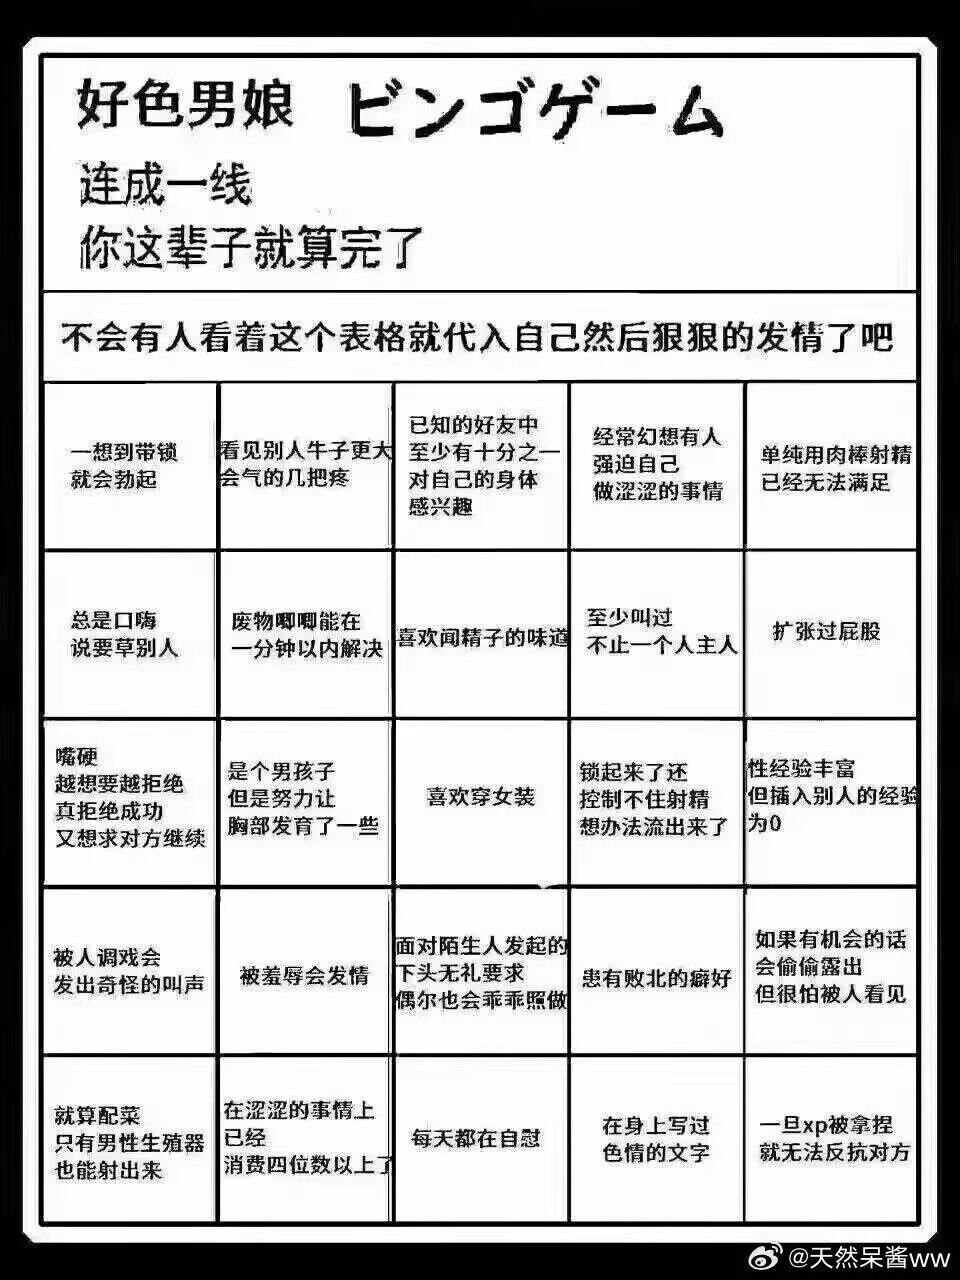 好色男娘 ビンゴゲーム
连成一线
你这辈子就算完了
不会有人看着这个表格就代入自己然后狠狠的发情了吧
一想到带锁
就会勃起
看见别人牛子更大
会气的几把疼
已知的好友中
至少有十分之一
对自己的身体
感兴趣
经常幻想有人
强迫自己
做涩涩的事情
单纯用肉棒射精
已经无法满足
总是口嗨
说要草别人
废物唧唧能在
一分钟以内解决
喜欢闻精子的味道
至少叫过
不止一个人主人
扩张过屁股
嘴硬
越想要越拒绝
真拒绝成功
又想求对方继续
是个男孩子
但是努力让
胸部发育了一些
喜欢穿女装
锁起来了还
控制不住射精
想办法流出来了
性经验丰富
但插入别人的经验
为0
被人调戏会
发出奇怪的叫声
被羞辱会发情
面对陌生人发起的
下头无礼要求
偶尔也会乖乖照做
患有败北的癖好
如果有机会的话
会偷偷露出
但很怕被人看见
就算配菜
只有男性生殖器
也能射出来
在涩涩的事情上
已经
消费四位数以上了
每天都在自慰
在身上写过
色情的文字
一旦xp被拿捏
就无法反抗对方
@天然呆酱ww